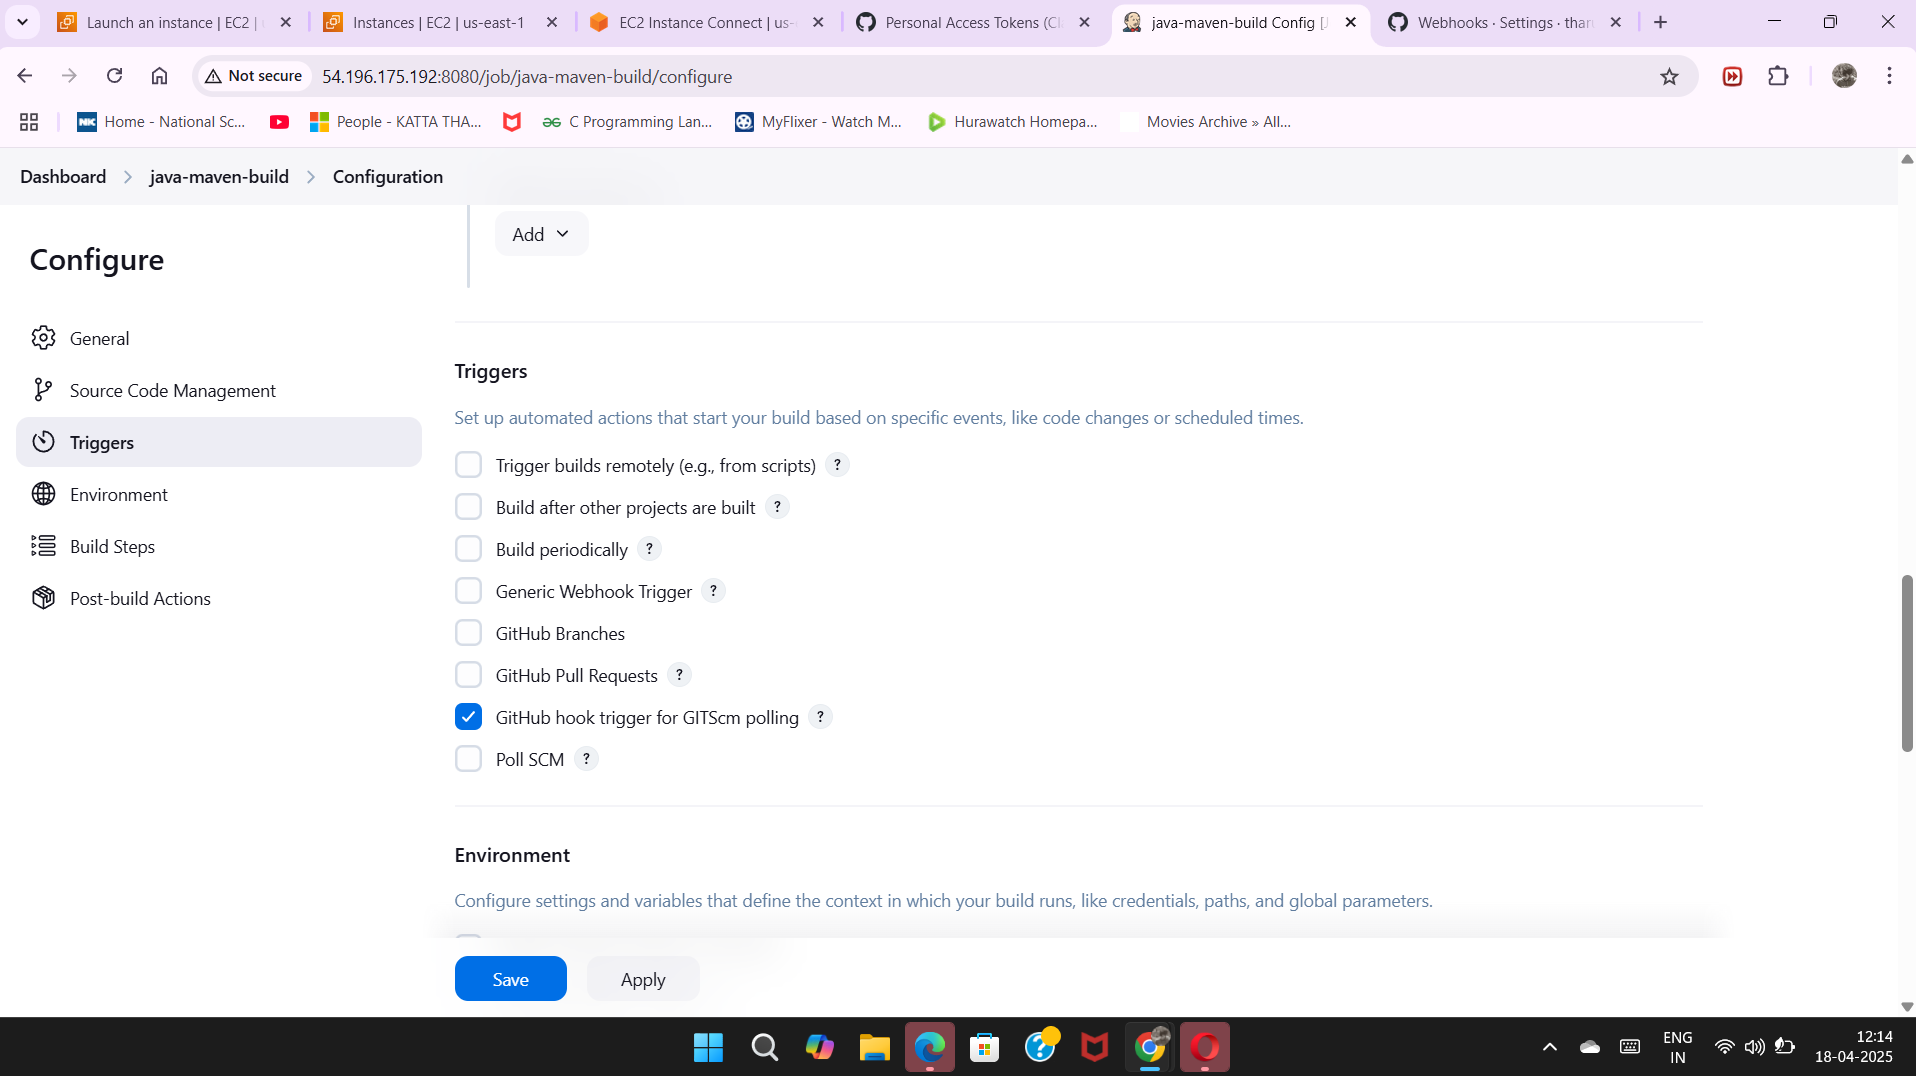 Launch an instance | EC2 |
Instances | EC2 | us-east-1
EC2 Instance Connect | us-
Personal Access Tokens (Cl
java-maven-build Config [J
Webhooks · Settings · thar
Not secure
54.196.175.192:8080/job/java-maven-build/configure
NK
Home - National Sc...
People - KATTA THA...
C Programming Lan...
MyFlixer - Watch M...
Hurawatch Homepa...
Movies Archive » All...
Dashboard
java-maven-build
Configuration
Configure
General
Source Code Management
Triggers
Environment
Build Steps
Post-build Actions
Add
Triggers
Set up automated actions that start your build based on specific events, like code changes or scheduled times.
Trigger builds remotely (e.g., from scripts) ?
Build after other projects are built ?
Build periodically ?
Generic Webhook Trigger ?
GitHub Branches
GitHub Pull Requests ?
GitHub hook trigger for GITScm polling ?
Poll SCM ?
Environment
Configure settings and variables that define the context in which your build runs, like credentials, paths, and global parameters.
Save
Apply
ENG
IN
12:14
18-04-2025